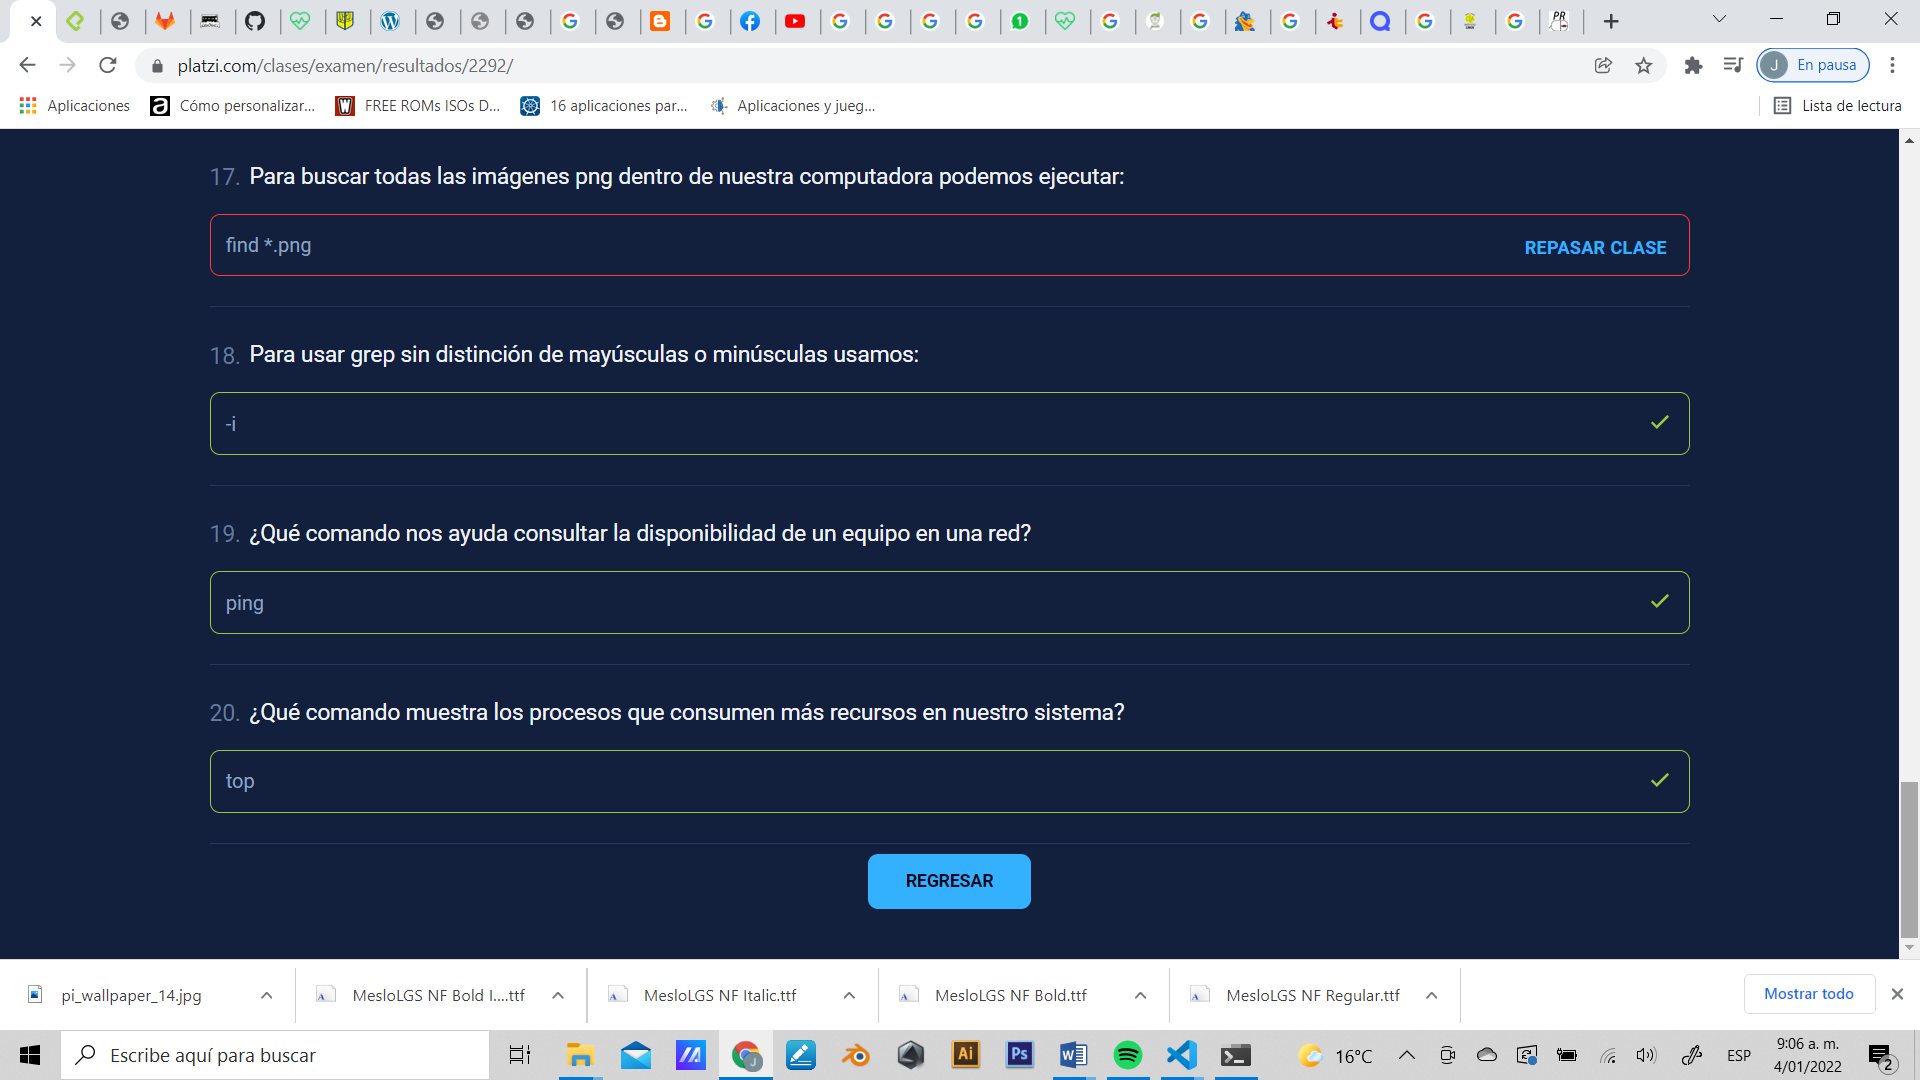 platzi.com/clases/examen/resultados/2292/
J En pausa
Aplicaciones
Cómo personalizar...
FREE ROMs ISOs D...
16 aplicaciones par...
Aplicaciones y jueg...
Lista de lectura
17. Para buscar todas las imágenes png dentro de nuestra computadora podemos ejecutar:
find *.png
REPASAR CLASE
18. Para usar grep sin distinción de mayúsculas o minúsculas usamos:
-i
19. ¿Qué comando nos ayuda consultar la disponibilidad de un equipo en una red?
ping
20. ¿Qué comando muestra los procesos que consumen más recursos en nuestro sistema?
top
REGRESAR
pi_wallpaper_14.jpg
MesloLGS NF Bold I....ttf
MesloLGS NF Italic.ttf
MesloLGS NF Bold.ttf
MesloLGS NF Regular.ttf
Mostrar todo
Escribe aquí para buscar
Ai
Ps
16°C
ESP
9:06 a. m.
4/01/2022
2